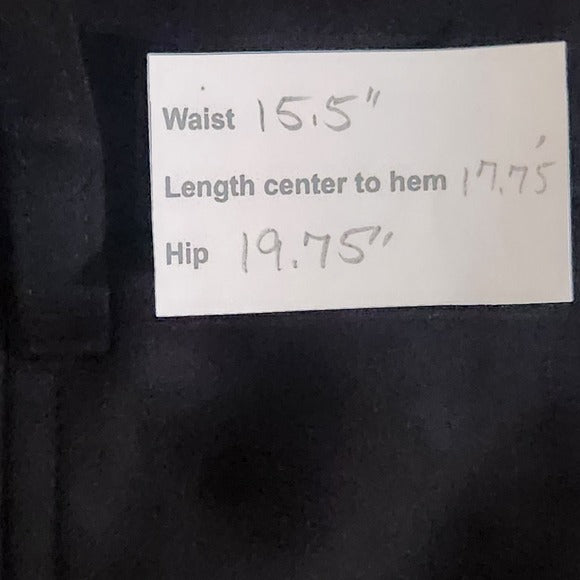 Waist 15.5"
Length center to hem 17.75'
Hip 19.75"